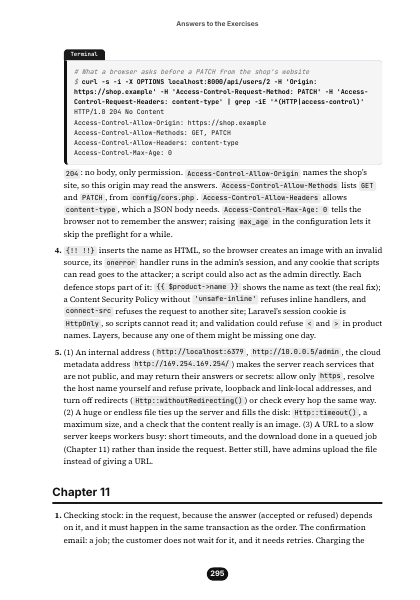 Answers to the Exercises
Terminal
# What a browser asks before a PATCH from the shop's website
$ curl -s -i -X OPTIONS localhost:8000/api/users/2 -H 'Origin:
https://shop.example' -H 'Access-Control-Request-Method: PATCH' -H 'Access-
Control-Request-Headers: content-type' | grep -iE '^(HTTP|access-control)'
HTTP/1.0 204 No Content
Access-Control-Allow-Origin: https://shop.example
Access-Control-Allow-Methods: GET, PATCH
Access-Control-Allow-Headers: content-type
Access-Control-Max-Age: 0
204 : no body, only permission. Access-Control-Allow-Origin names the shop's
site, so this origin may read the answers. Access-Control-Allow-Methods lists GET
and PATCH , from config/cors.php . Access-Control-Allow-Headers allows
content-type , which a JSON body needs. Access-Control-Max-Age: 0 tells the
browser not to remember the answer; raising max_age in the configuration lets it
skip the preflight for a while.
4. {!! !!} inserts the name as HTML, so the browser creates an image with an invalid
source, its onerror handler runs in the admin's session, and any cookie that scripts
can read goes to the attacker; a script could also act as the admin directly. Each
defence stops part of it: {{ $product->name }} shows the name as text (the real fix);
a Content Security Policy without 'unsafe-inline' refuses inline handlers, and
connect-src refuses the request to another site; Laravel's session cookie is
HttpOnly , so scripts cannot read it; and validation could refuse < and > in product
names. Layers, because any one of them might be missing one day.
5. (1) An internal address ( http://localhost:6379 , http://10.0.0.5/admin , the cloud
metadata address http://169.254.169.254/ ) makes the server reach services that
are not public, and may return their answers or secrets: allow only https , resolve
the host name yourself and refuse private, loopback and link-local addresses, and
turn off redirects ( Http::withoutRedirecting() ) or check every hop the same way.
(2) A huge or endless file ties up the server and fills the disk: Http::timeout() , a
maximum size, and a check that the content really is an image. (3) A URL to a slow
server keeps workers busy: short timeouts, and the download done in a queued job
(Chapter 11) rather than inside the request. Better still, have admins upload the file
instead of giving a URL.
Chapter 11
1. Checking stock: in the request, because the answer (accepted or refused) depends
on it, and it must happen in the same transaction as the order. The confirmation
email: a job; the customer does not wait for it, and it needs retries. Charging the
295